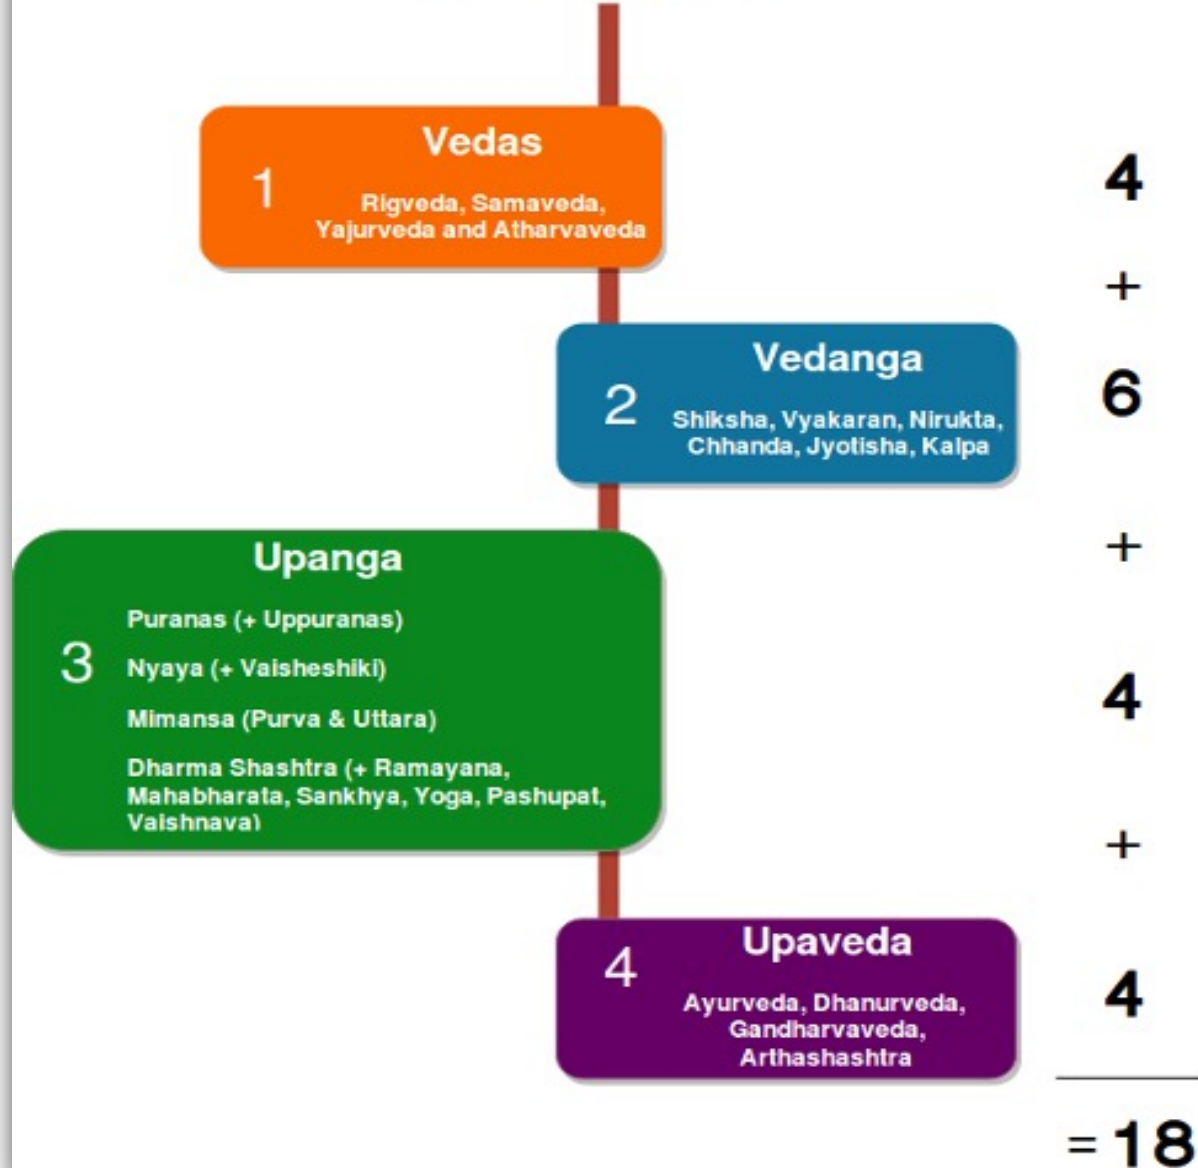 Vedas
1
Rigveda, Samaveda,
Yajurveda and Atharvaveda
4
+
Vedanga
2
Shiksha, Vyakaran, Nirukta,
Chhanda, Jyotisha, Kalpa
6
+
Upanga
3
Puranas (+ Uppuranas)
Nyaya (+ Vaisheshiki)
Mimansa (Purva & Uttara)
Dharma Shashtra (+ Ramayana,
Mahabharata, Sankhya, Yoga, Pashupat,
Vaishnava)
4
+
Upaveda
4
Ayurveda, Dhanurveda,
Gandharvaveda,
Arthashashtra
4
= 18